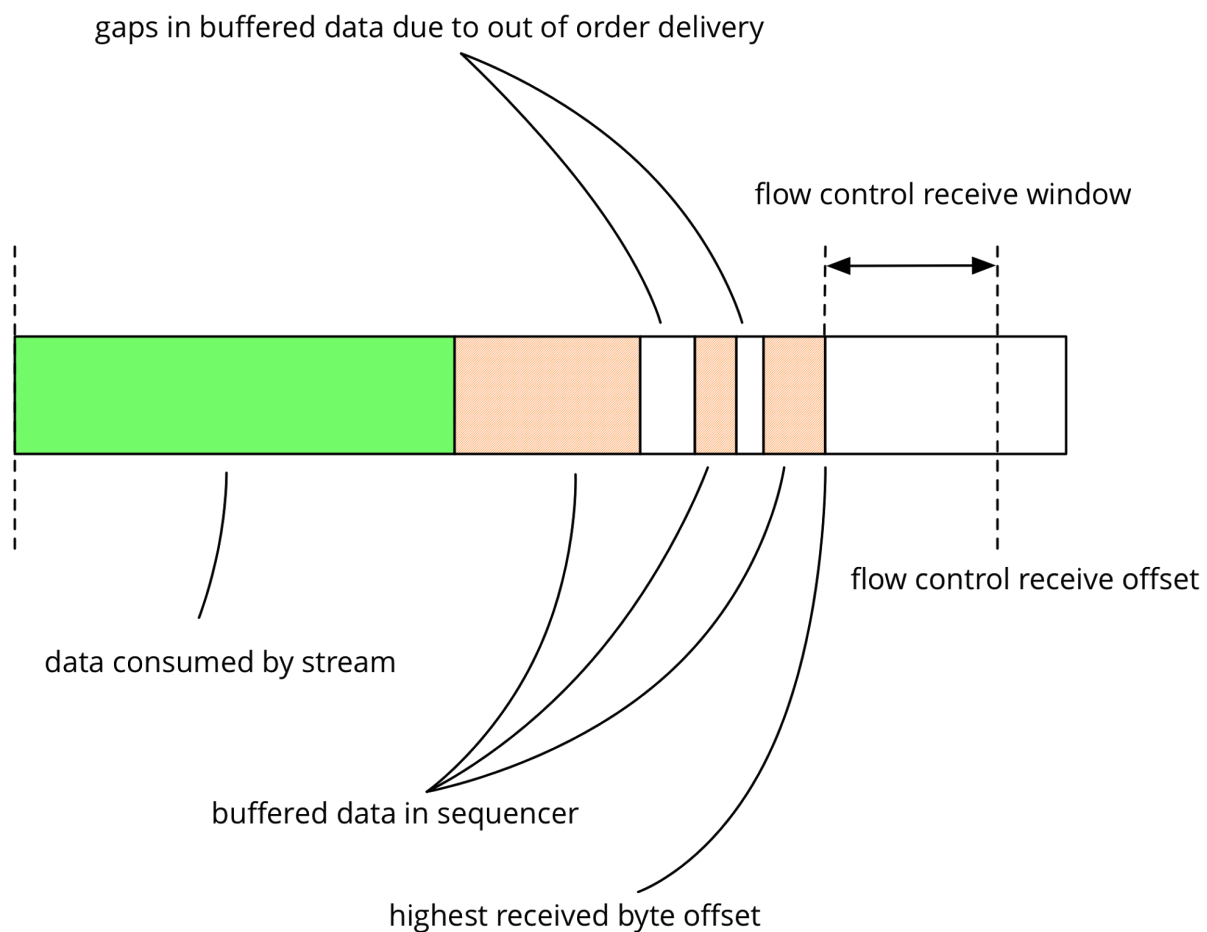 gaps in buffered data due to out of order delivery
flow control receive window
flow control receive offset
data consumed by stream
buffered data in sequencer
highest received byte offset